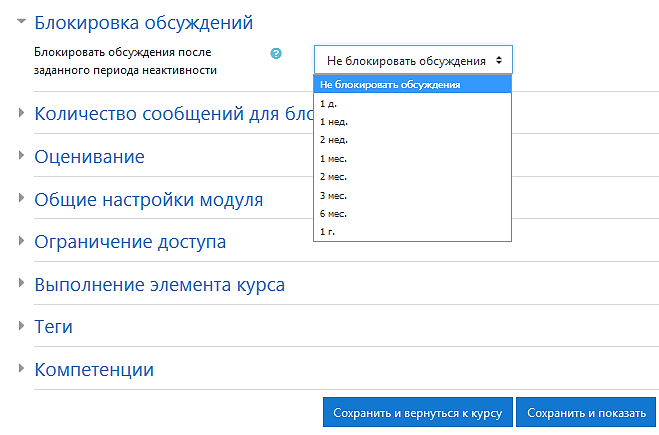 Блокировка обсуждений
Блокировать обсуждения после
заданного периода неактивности
Не блокировать обсуждения
Не блокировать обсуждения
1 д.
1 нед.
2 нед.
1 мес.
2 мес.
3 мес.
6 мес.
1 г.
Количество сообщений для бло
Оценивание
Общие настройки модуля
Ограничение доступа
Выполнение элемента курса
Теги
Компетенции
Сохранить и вернуться к курсу
Сохранить и показать